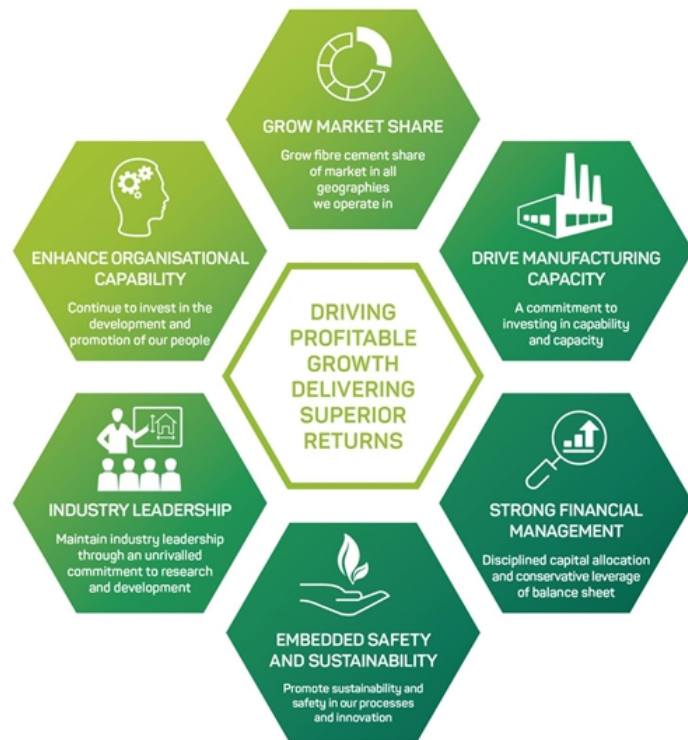 GROW MARKET SHARE
Grow fibre cement share
of market in all
geographies
we operate in
DRIVE MANUFACTURING
CAPACITY
A commitment to
investing in capability
and capacity
STRONG FINANCIAL
MANAGEMENT
Disciplined capital allocation
and conservative leverage
of balance sheet
EMBEDDED SAFETY
AND SUSTAINABILITY
Promote sustainability and
safety in our processes
and innovation
INDUSTRY LEADERSHIP
Maintain industry leadership
through an unrivalled
commitment to research
and development
ENHANCE ORGANISATIONAL
CAPABILITY
Continue to invest in the
development and
promotion of our people
DRIVING
PROFITABLE
GROWTH
DELIVERING
SUPERIOR
RETURNS